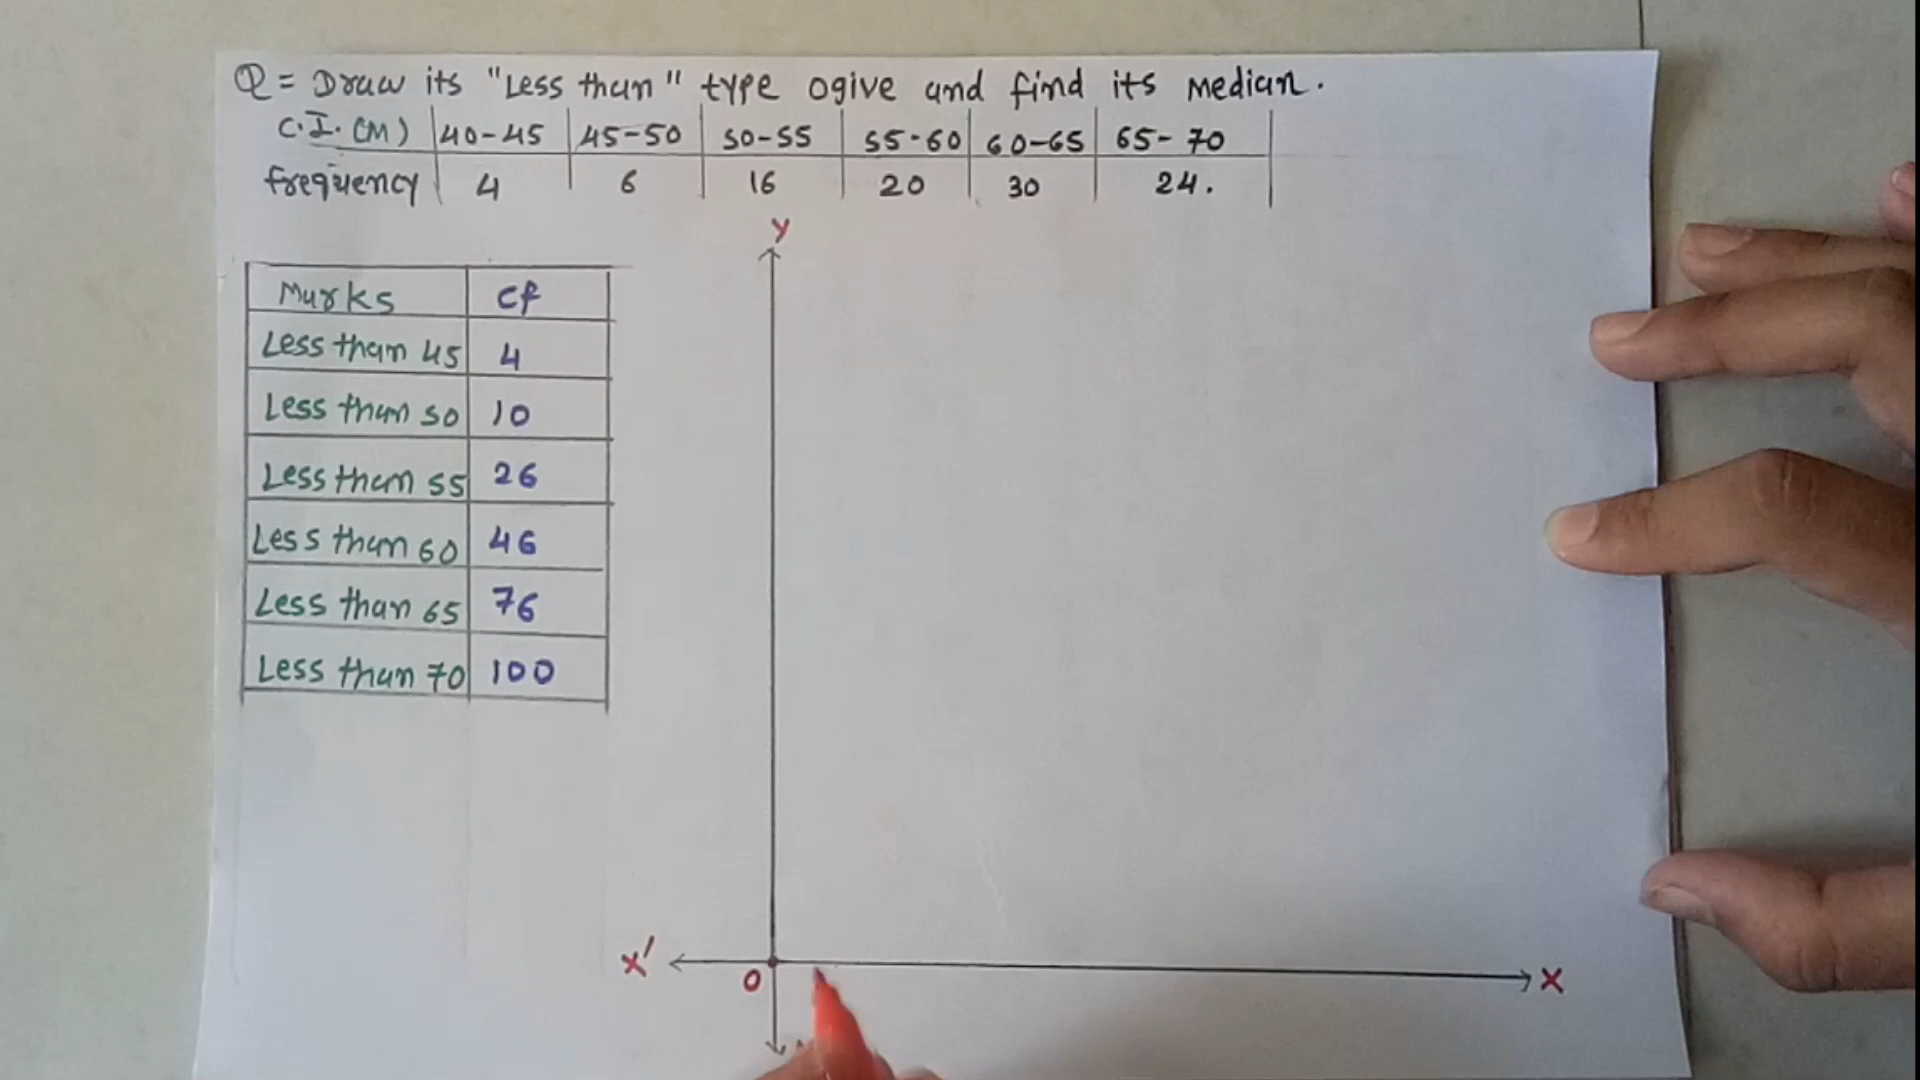 Q = Draw its "Less than" type ogive and find its Median.
C.I. (M) 40-45 45-50 50-55 55-60 60-65 65-70
frequency 4 6 16 20 30 24.
Marks cf
Less than 45 4
Less than 50 10
Less than 55 26
Less than 60 46
Less than 65 76
Less than 70 100
Y
X' O X